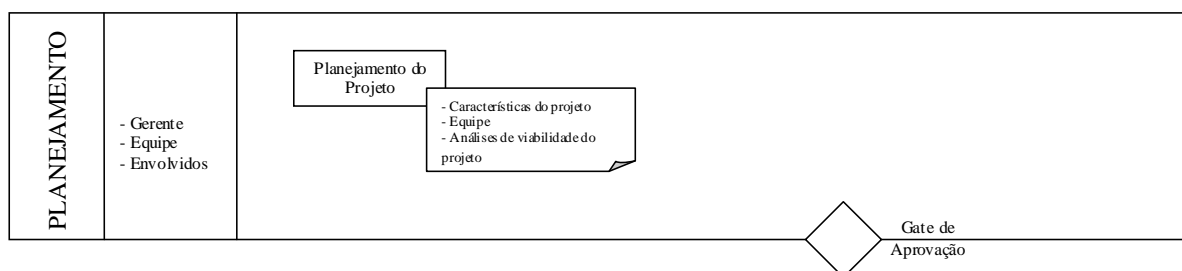 PLANEJAMENTO
- Gerente
- Equipe
- Envolvidos
Planejamento do
Projeto
- Características do projeto
- Equipe
- Análises de viabilidade do
projeto
Gate de
Aprovação